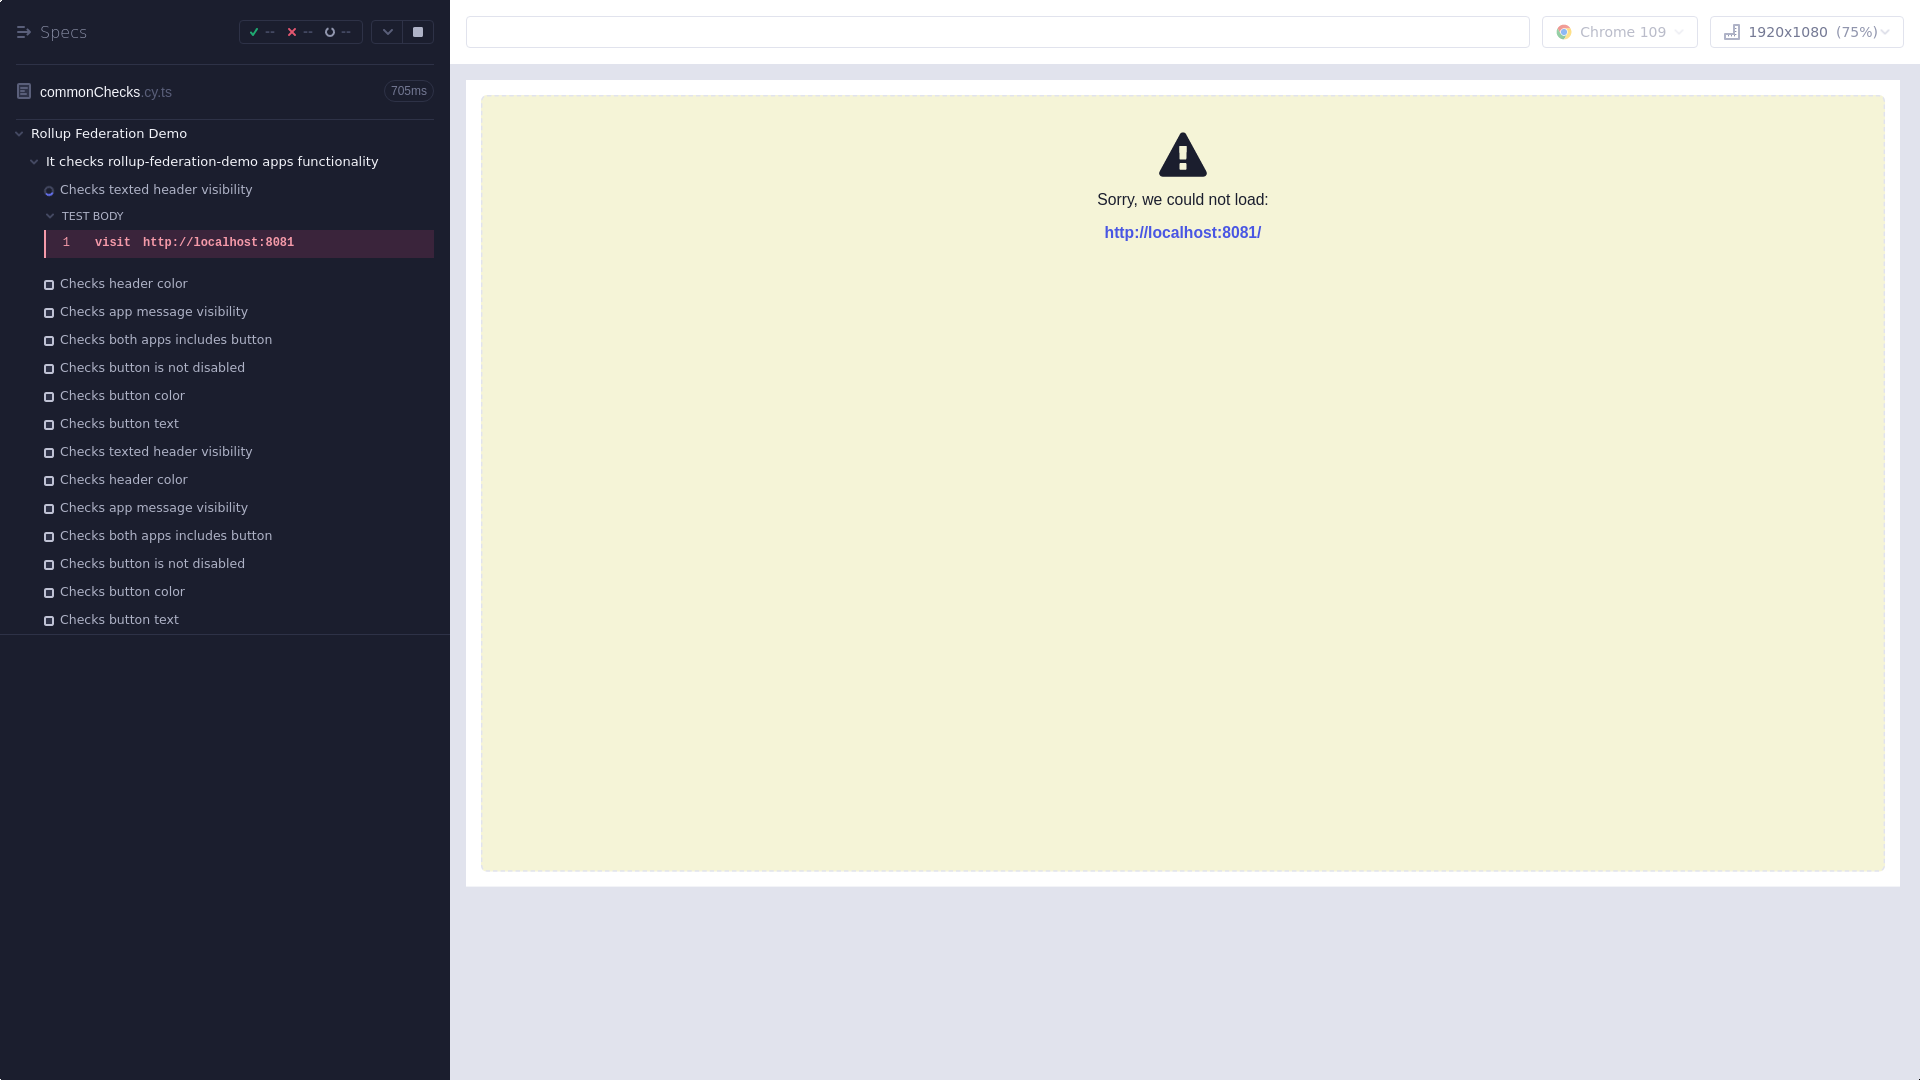 Specs
--
--
--
commonChecks.cy.ts
705ms
Rollup Federation Demo
It checks rollup-federation-demo apps functionality
Checks texted header visibility
TEST BODY
1 visit http://localhost:8081
Checks header color
Checks app message visibility
Checks both apps includes button
Checks button is not disabled
Checks button color
Checks button text
Checks texted header visibility
Checks header color
Checks app message visibility
Checks both apps includes button
Checks button is not disabled
Checks button color
Checks button text
Chrome 109
1920x1080 (75%)
Sorry, we could not load:
http://localhost:8081/